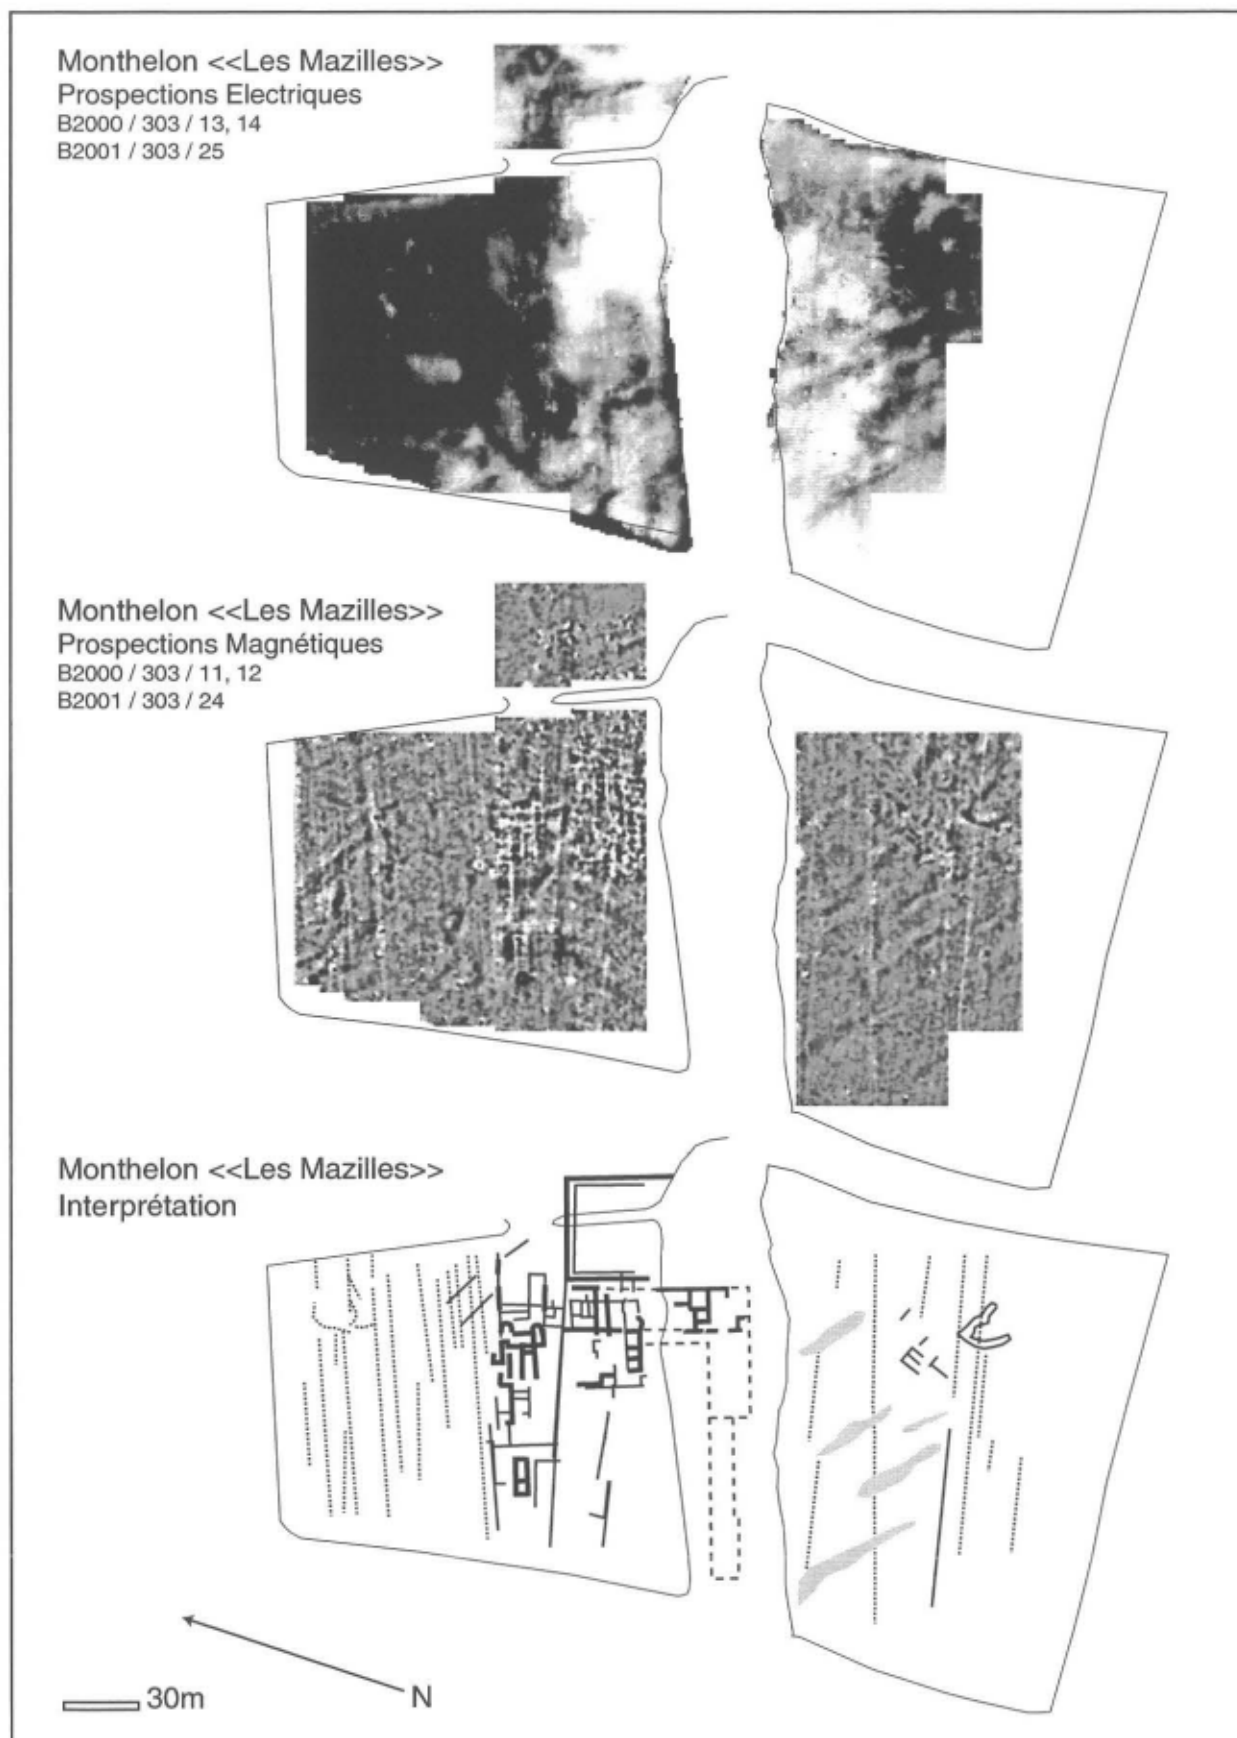 Monthelon <<Les Mazilles>>
Prospections Electriques
B2000 / 303 / 13, 14
B2001 / 303 / 25
Monthelon <<Les Mazilles>>
Prospections Magnétiques
B2000 / 303 / 11, 12
B2001 / 303 / 24
Monthelon <<Les Mazilles>>
Interprétation
N
30m